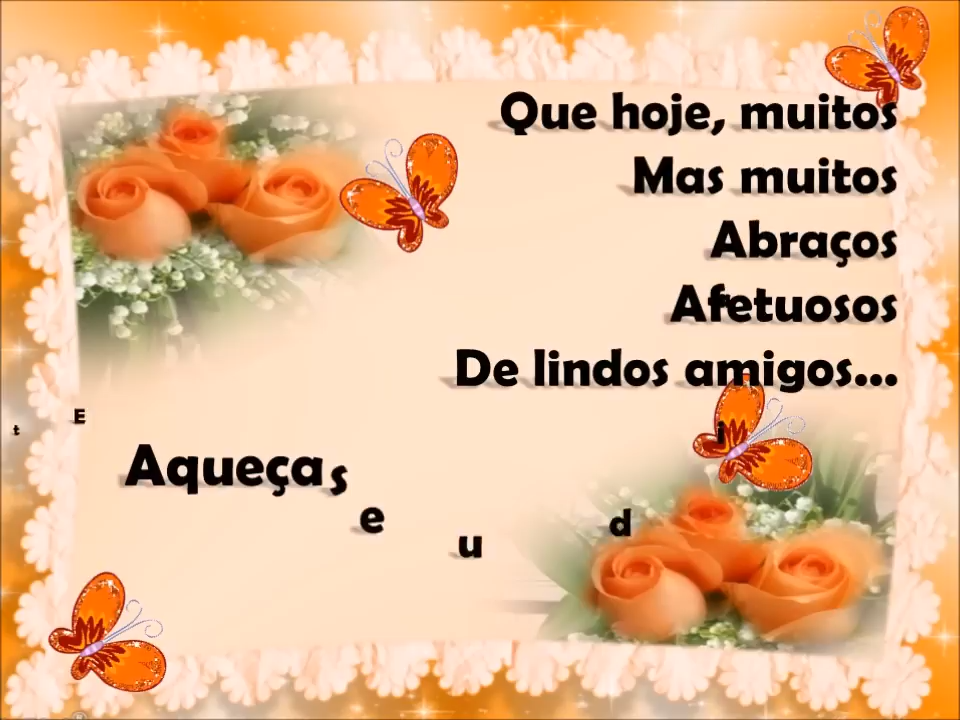 Que hoje, muitos
Mas muitos
Abraços
Afetuosos
De lindos amigos...
E
t
Aqueça s e u d i